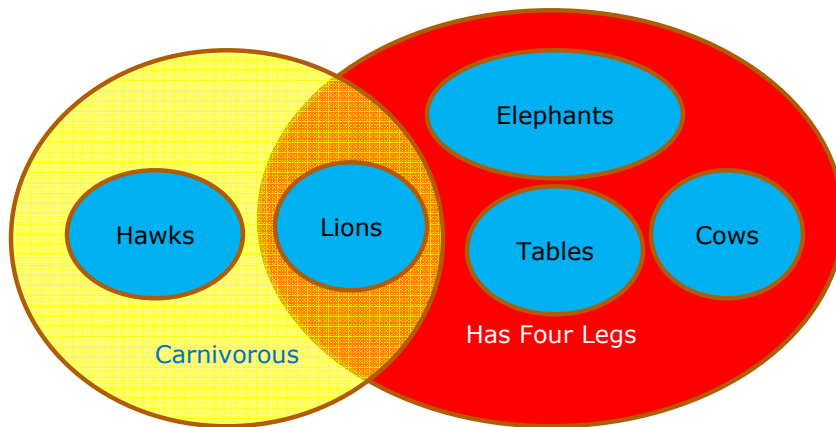 Elephants
Hawks
Lions
Tables
Cows
Carnivorous
Has Four Legs